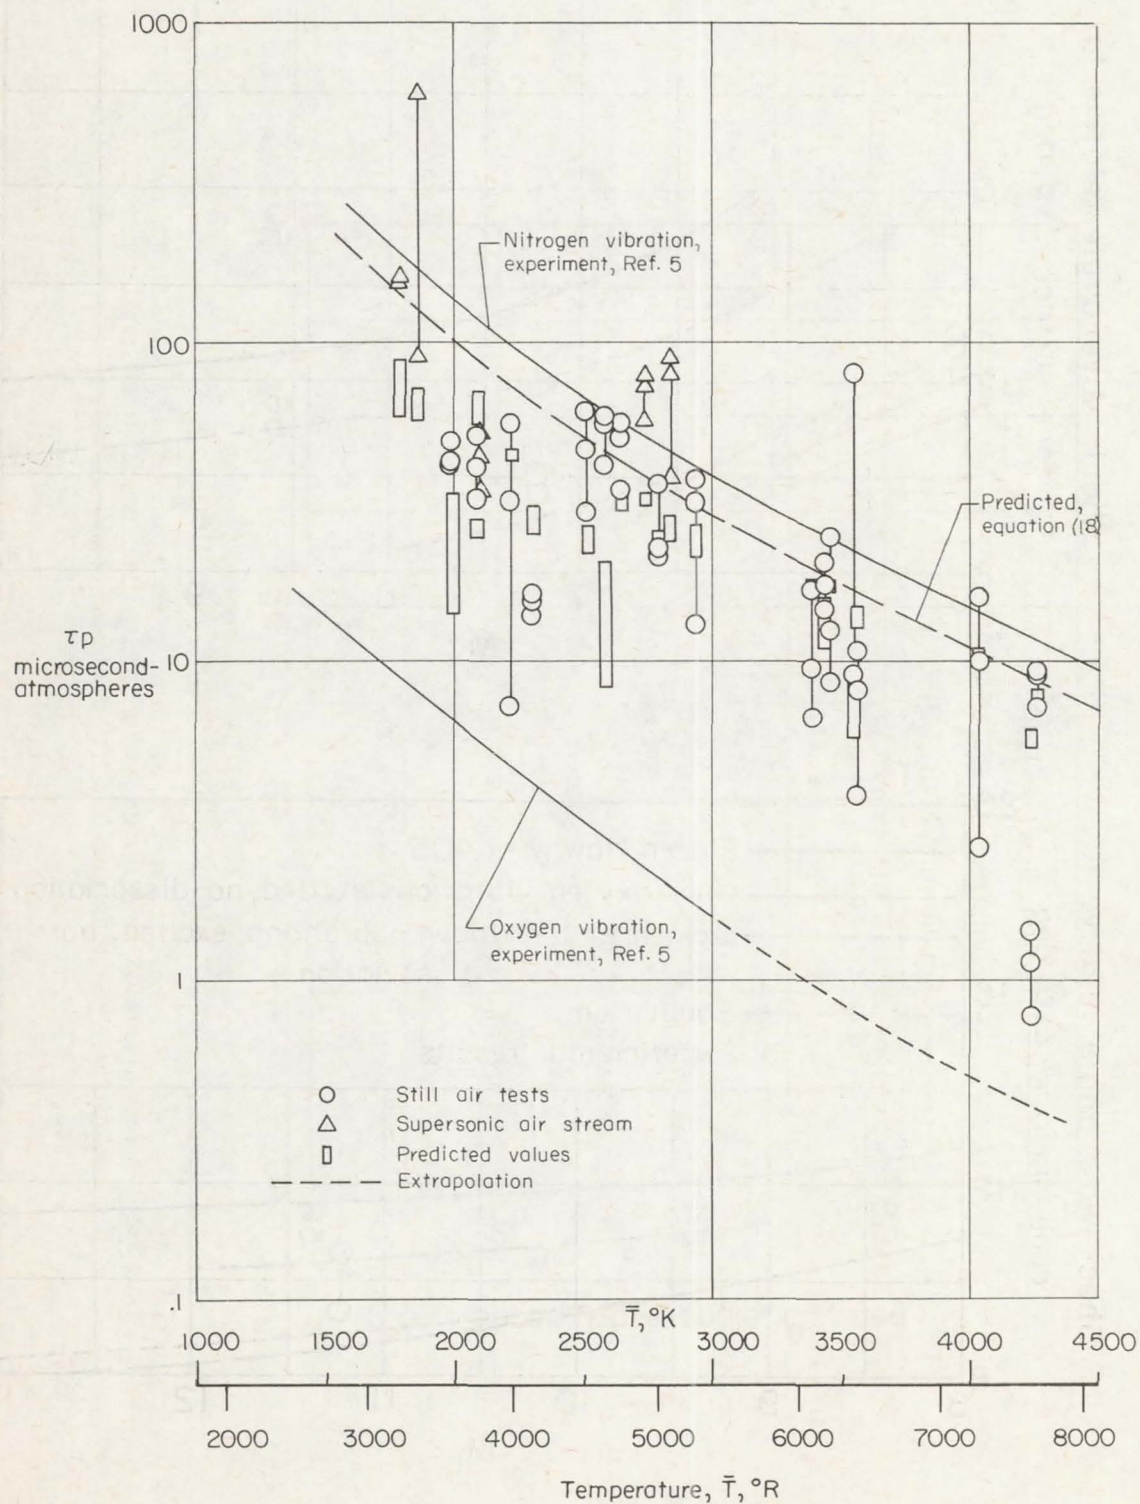 1000
Nitrogen vibration,
experiment, Ref. 5
100
Predicted,
equation (18)
τp
microsecond-
atmospheres
10
Oxygen vibration,
experiment, Ref. 5
1
Still air tests
Supersonic air stream
Predicted values
Extrapolation
.1
T̄, °K
1000 1500 2000 2500 3000 3500 4000 4500
2000 3000 4000 5000 6000 7000 8000
Temperature, T̄, °R